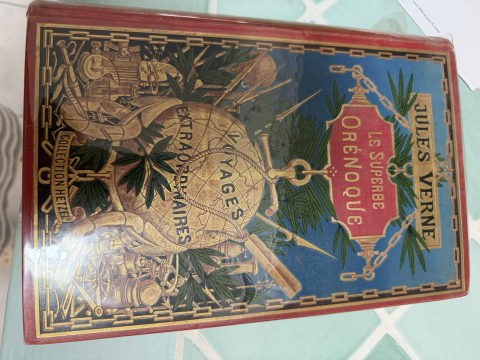 JULES VERNE
LE SUPERBE
ORÉNOQUE
VOYAGES
EXTRAORDINAIRES
COLLECTION HETZEL